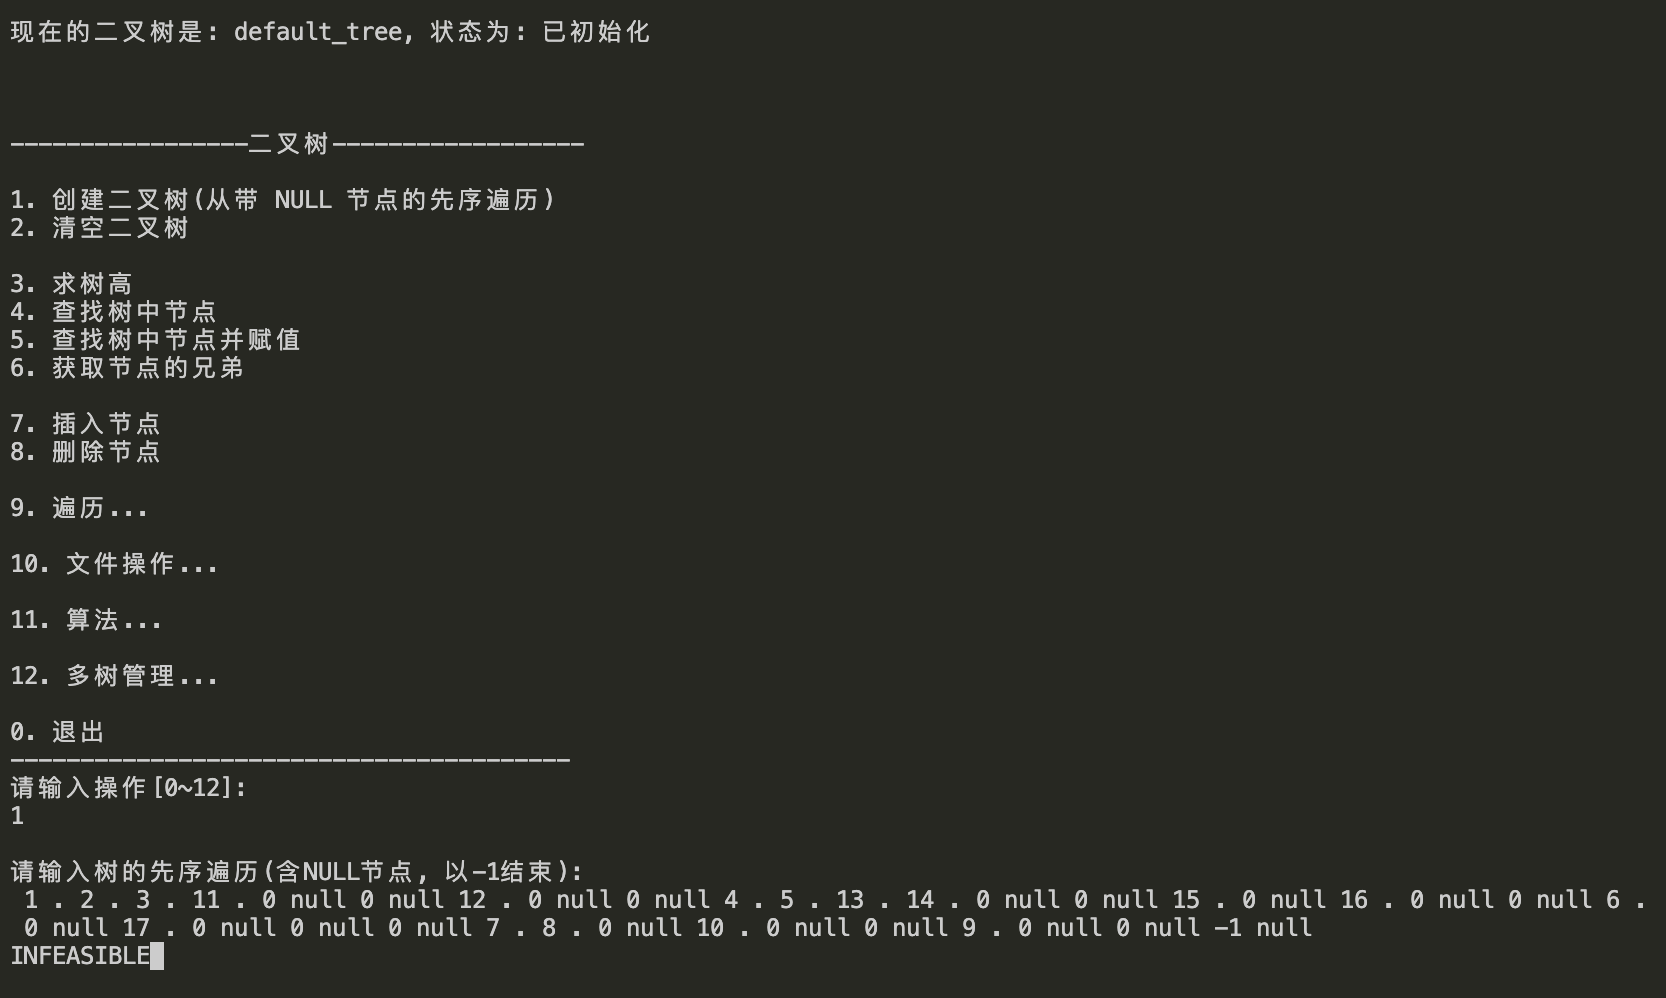 现在的二叉树是: default_tree, 状态为: 已初始化
-----------------二叉树------------------
1. 创建二叉树(从带 NULL 节点的先序遍历)
2. 清空二叉树
3. 求树高
4. 查找树中节点
5. 查找树中节点并赋值
6. 获取节点的兄弟
7. 插入节点
8. 删除节点
9. 遍历...
10. 文件操作...
11. 算法...
12. 多树管理...
0. 退出
----------------------------------------
请输入操作[0~12]:
1
请输入树的先序遍历(含NULL节点, 以-1结束):
1 . 2 . 3 . 11 . 0 null 0 null 12 . 0 null 0 null 4 . 5 . 13 . 14 . 0 null 0 null 15 . 0 null 16 . 0 null 0 null 6 .
0 null 17 . 0 null 0 null 0 null 7 . 8 . 0 null 10 . 0 null 0 null 9 . 0 null 0 null -1 null
INFEASIBLE